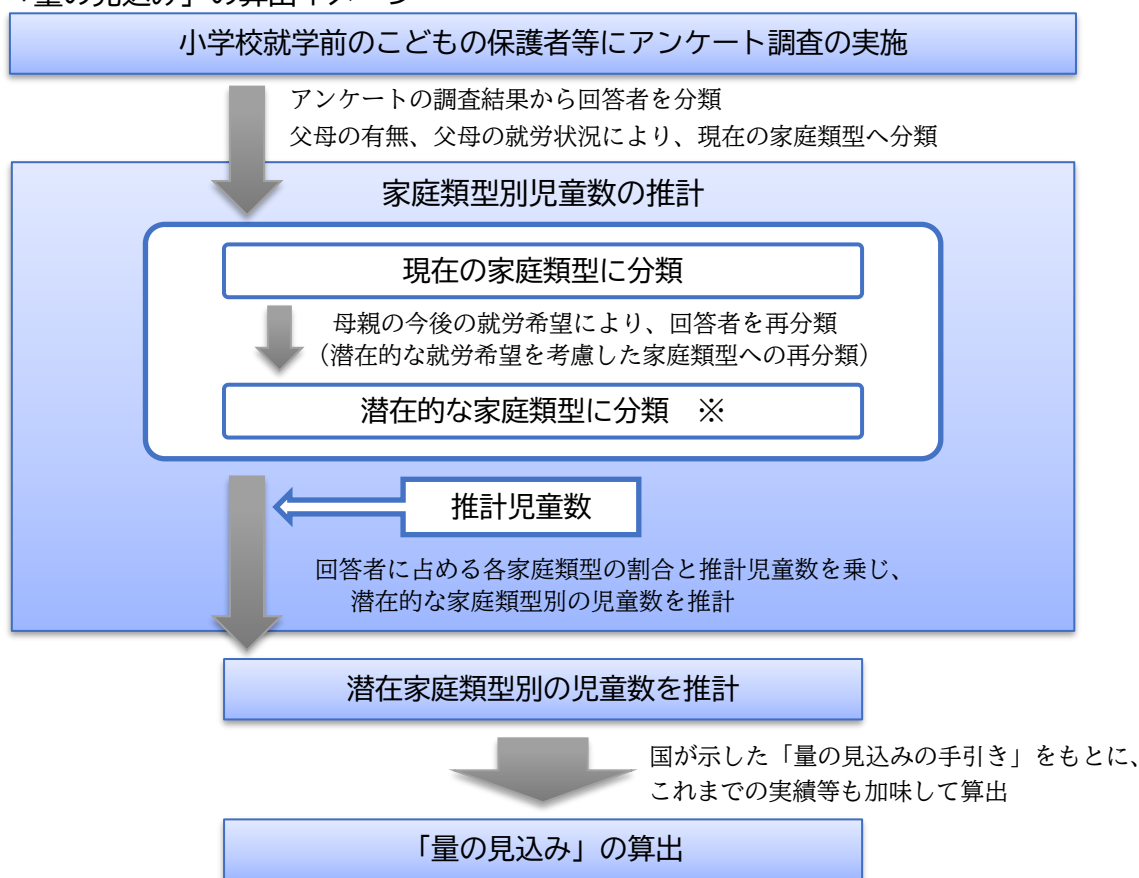 「量の見込み」の算出イメージ
小学校就学前のこどもの保護者等にアンケート調査の実施
アンケートの調査結果から回答者を分類
父母の有無、父母の就労状況により、現在の家庭類型へ分類
家庭類型別児童数の推計
現在の家庭類型に分類
母親の今後の就労希望により、回答者を再分類
（潜在的な就労希望を考慮した家庭類型への再分類）
潜在的な家庭類型に分類　※
推計児童数
回答者に占める各家庭類型の割合と推計児童数を乗じ、
潜在的な家庭類型別の児童数を推計
潜在家庭類型別の児童数を推計
国が示した「量の見込みの手引き」をもとに、
これまでの実績等も加味して算出
「量の見込み」の算出